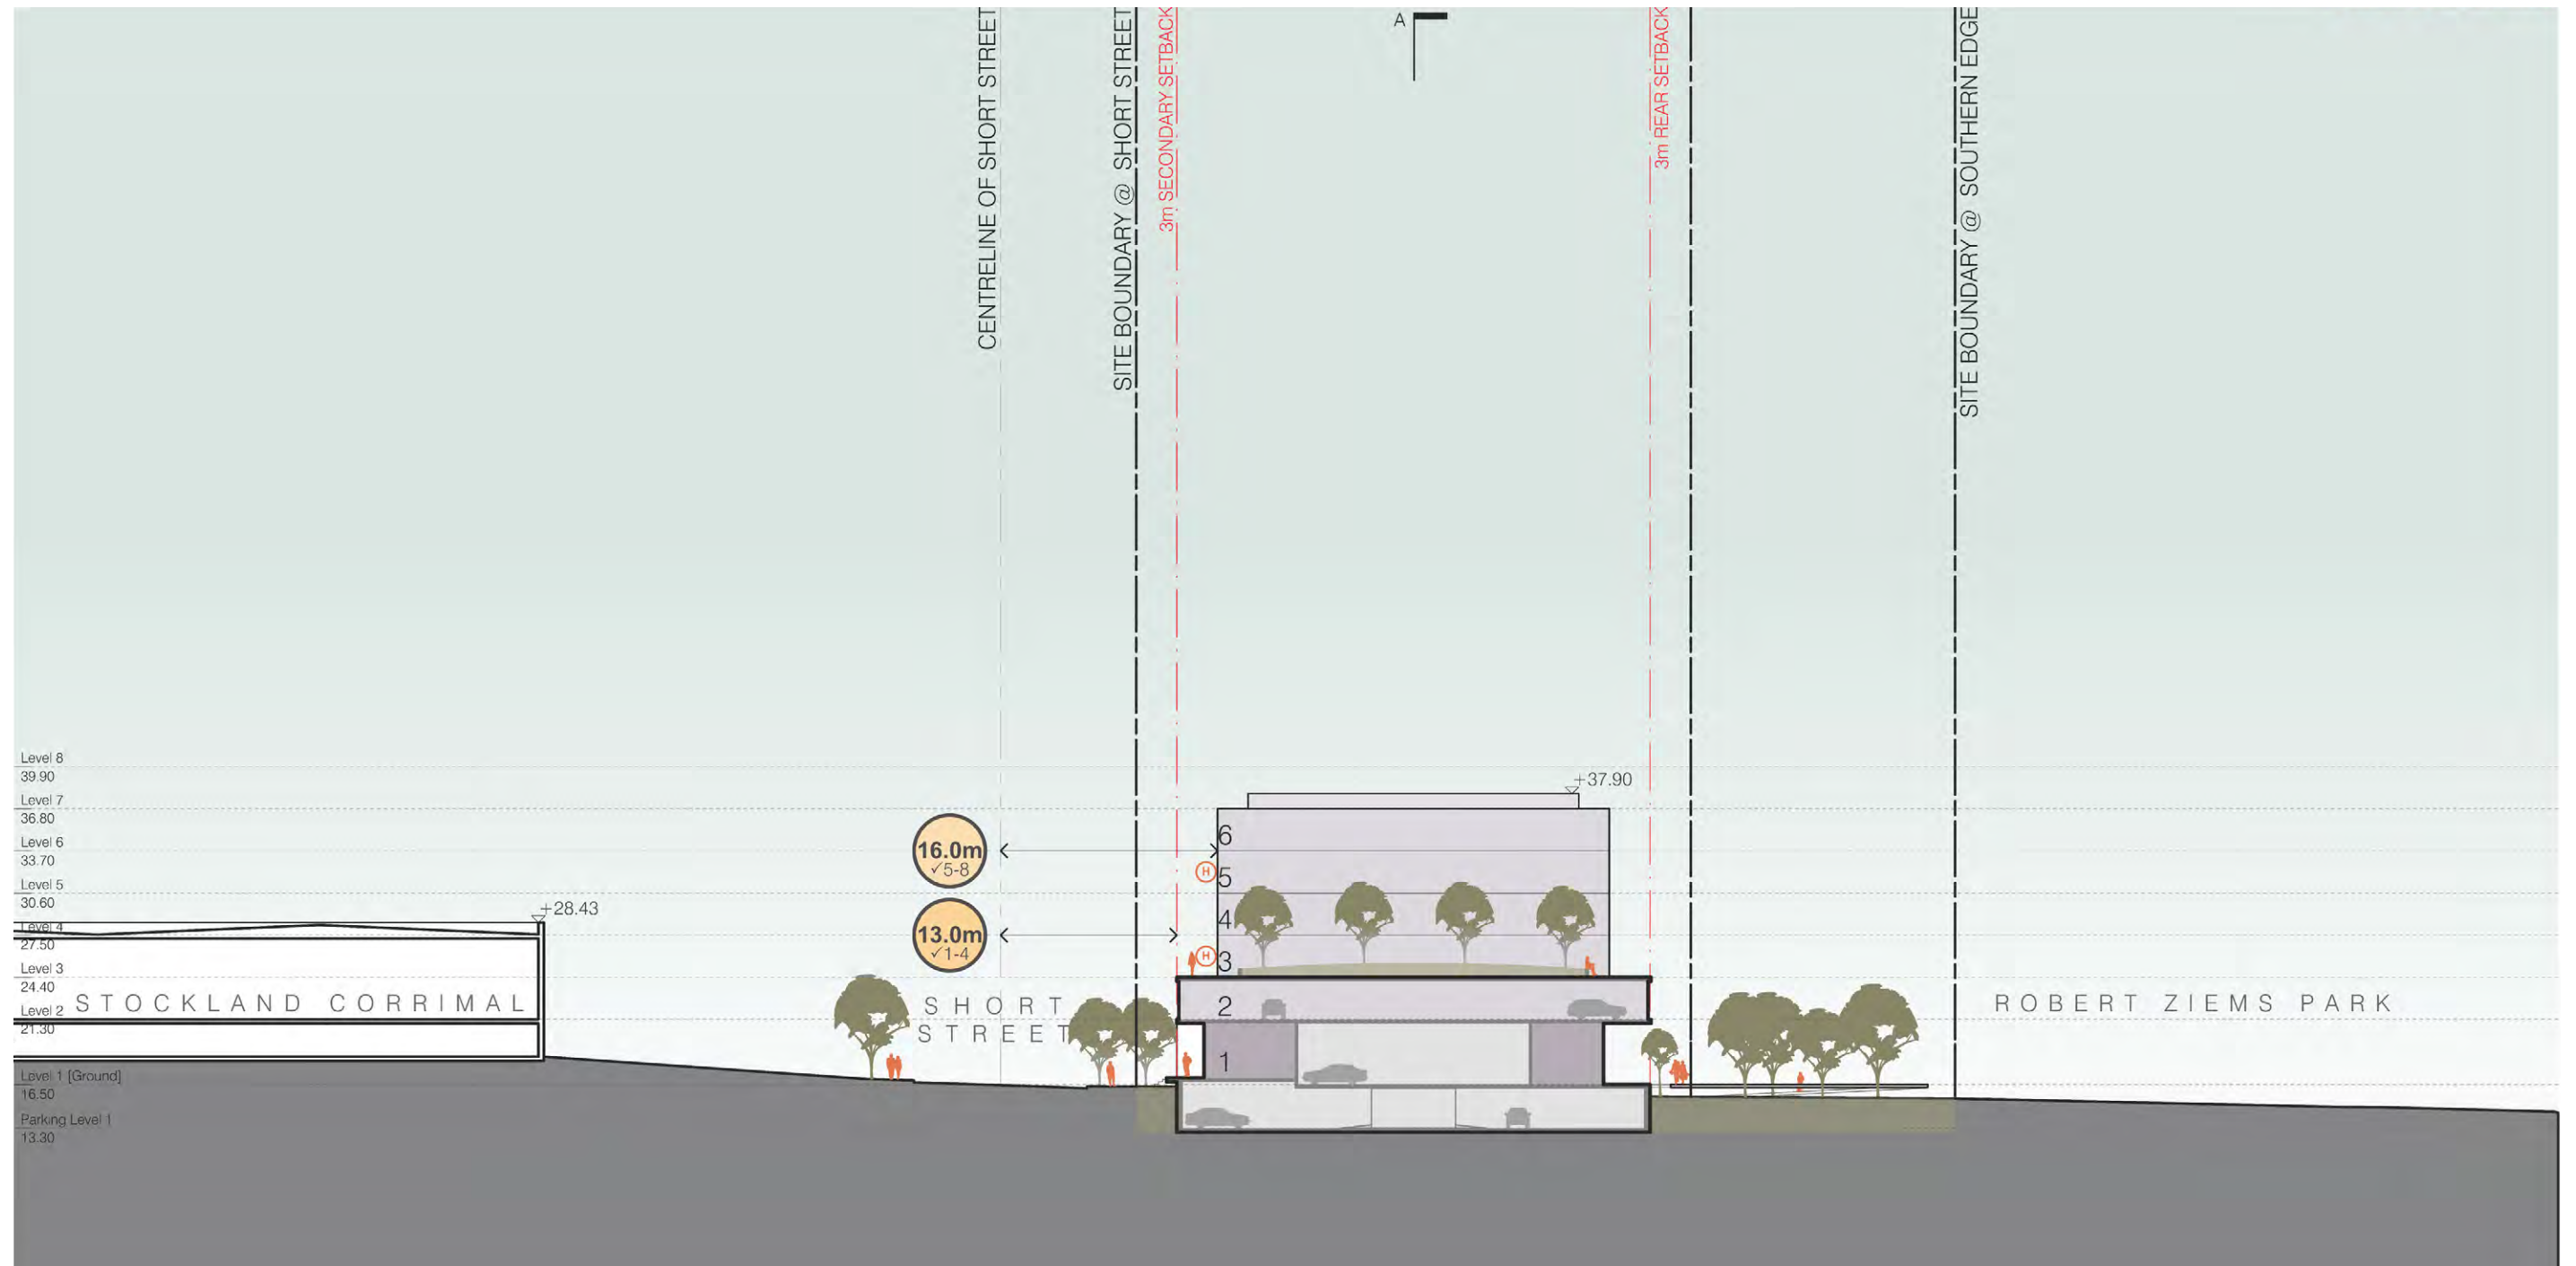 CENTRELINE OF SHORT STREET
SITE BOUNDARY @ SHORT STREET
3m SECONDARY SETBACK
A
3m REAR SETBACK
SITE BOUNDARY @ SOUTHERN EDGE
Level 8
39.90
Level 7
36.80
Level 6
33.70
Level 5
30.60
Level 4
27.50
Level 3
24.40
Level 2
21.30
Level 1 [Ground]
16.50
Parking Level 1
13.30
+28.43
+37.90
16.0m
✓5-8
13.0m
✓1-4
H
H
6
5
4
3
2
1
STOCKLAND CORRIMAL
SHORT
STREET
ROBERT ZIEMS PARK